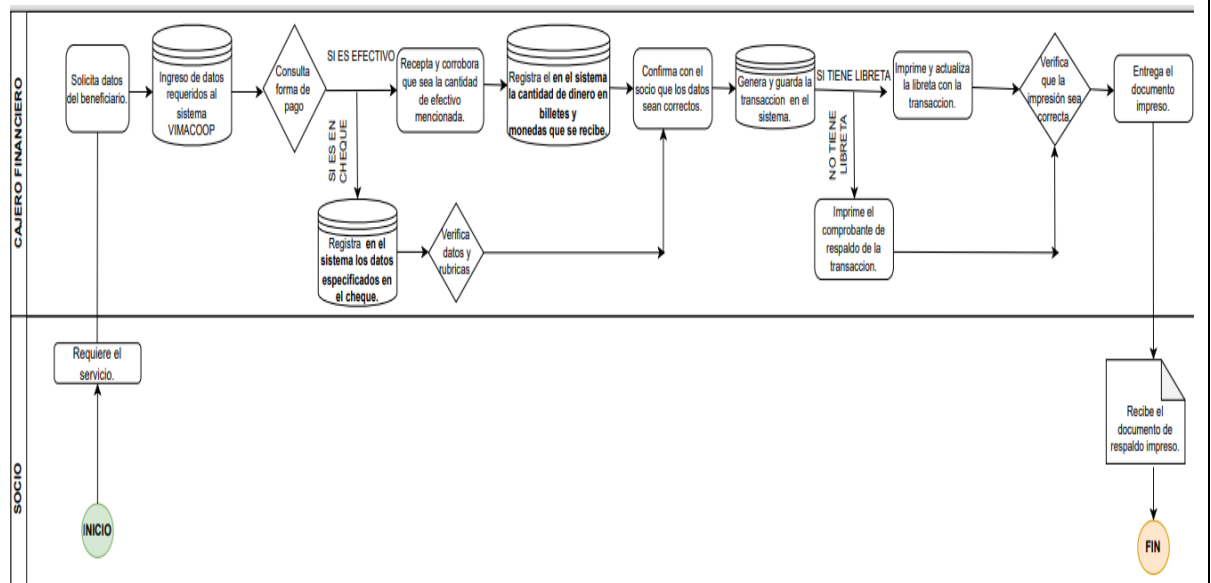 CAJERO FINANCIERO
Solicita datos
del beneficiario.
Ingreso de datos
requeridos al
sistema
VIMACOOP
Consulta
forma de
pago
SI ES EFECTIVO
Recepta y corrobora
que sea la cantidad
de efectivo
mencionada.
Registra el en el sistema
la cantidad de dinero en
billetes y
monedas que se recibe.
Confirma con el
socio que los datos
sean correctos.
Genera y guarda la
transaccion en el
sistema.
SI TIENE LIBRETA
Imprime y actualiza
la libreta con la
transaccion.
Verifica
que la
impresión sea
correcta.
Entrega el
documento
impreso.
SI ES EN
CHEQUE
Registra en el
sistema los datos
especificados en
el cheque.
Verifica
datos y
rubricas
NO TIENE
LIBRETA
Imprime el
comprobante de
respaldo de la
transaccion.
SOCIO
Requiere el
servicio.
INICIO
Recibe el
documento de
respaldo impreso.
FIN